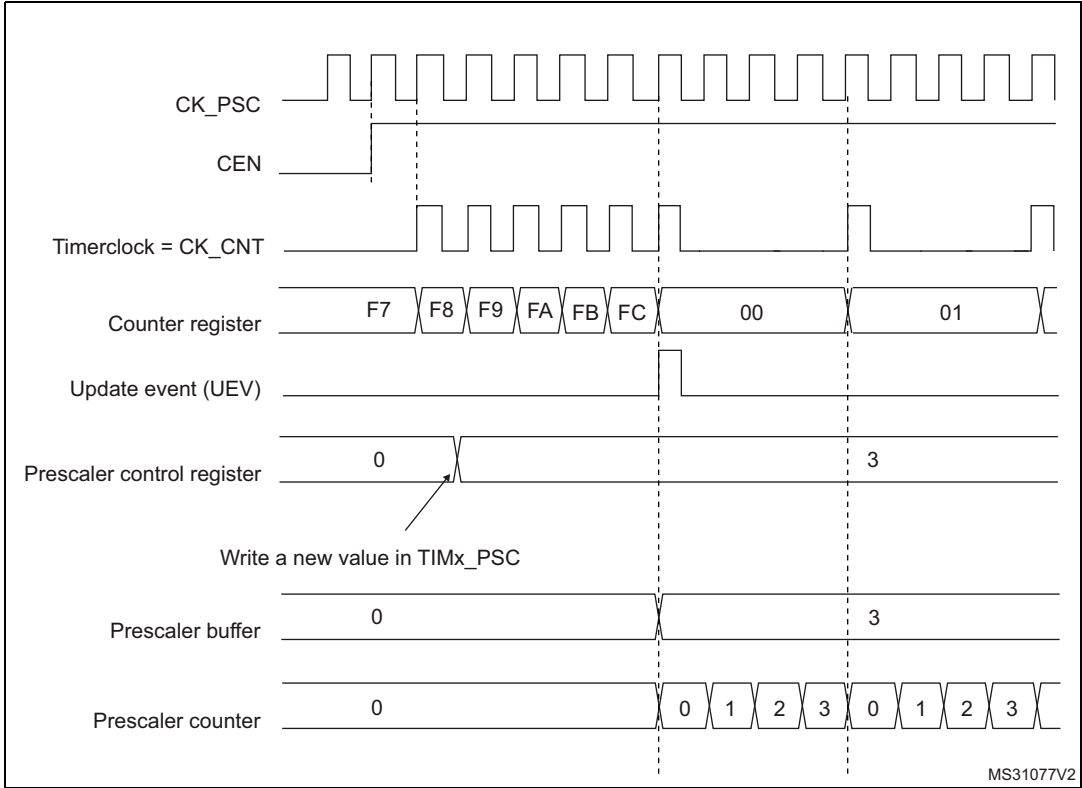 CK_PSC
CEN
Timerclock = CK_CNT
Counter register F7 F8 F9 FA FB FC 00 01
Update event (UEV)
Prescaler control register 0 3
Write a new value in TIMx_PSC
Prescaler buffer 0 3
Prescaler counter 0 0 1 2 3 0 1 2 3
MS31077V2